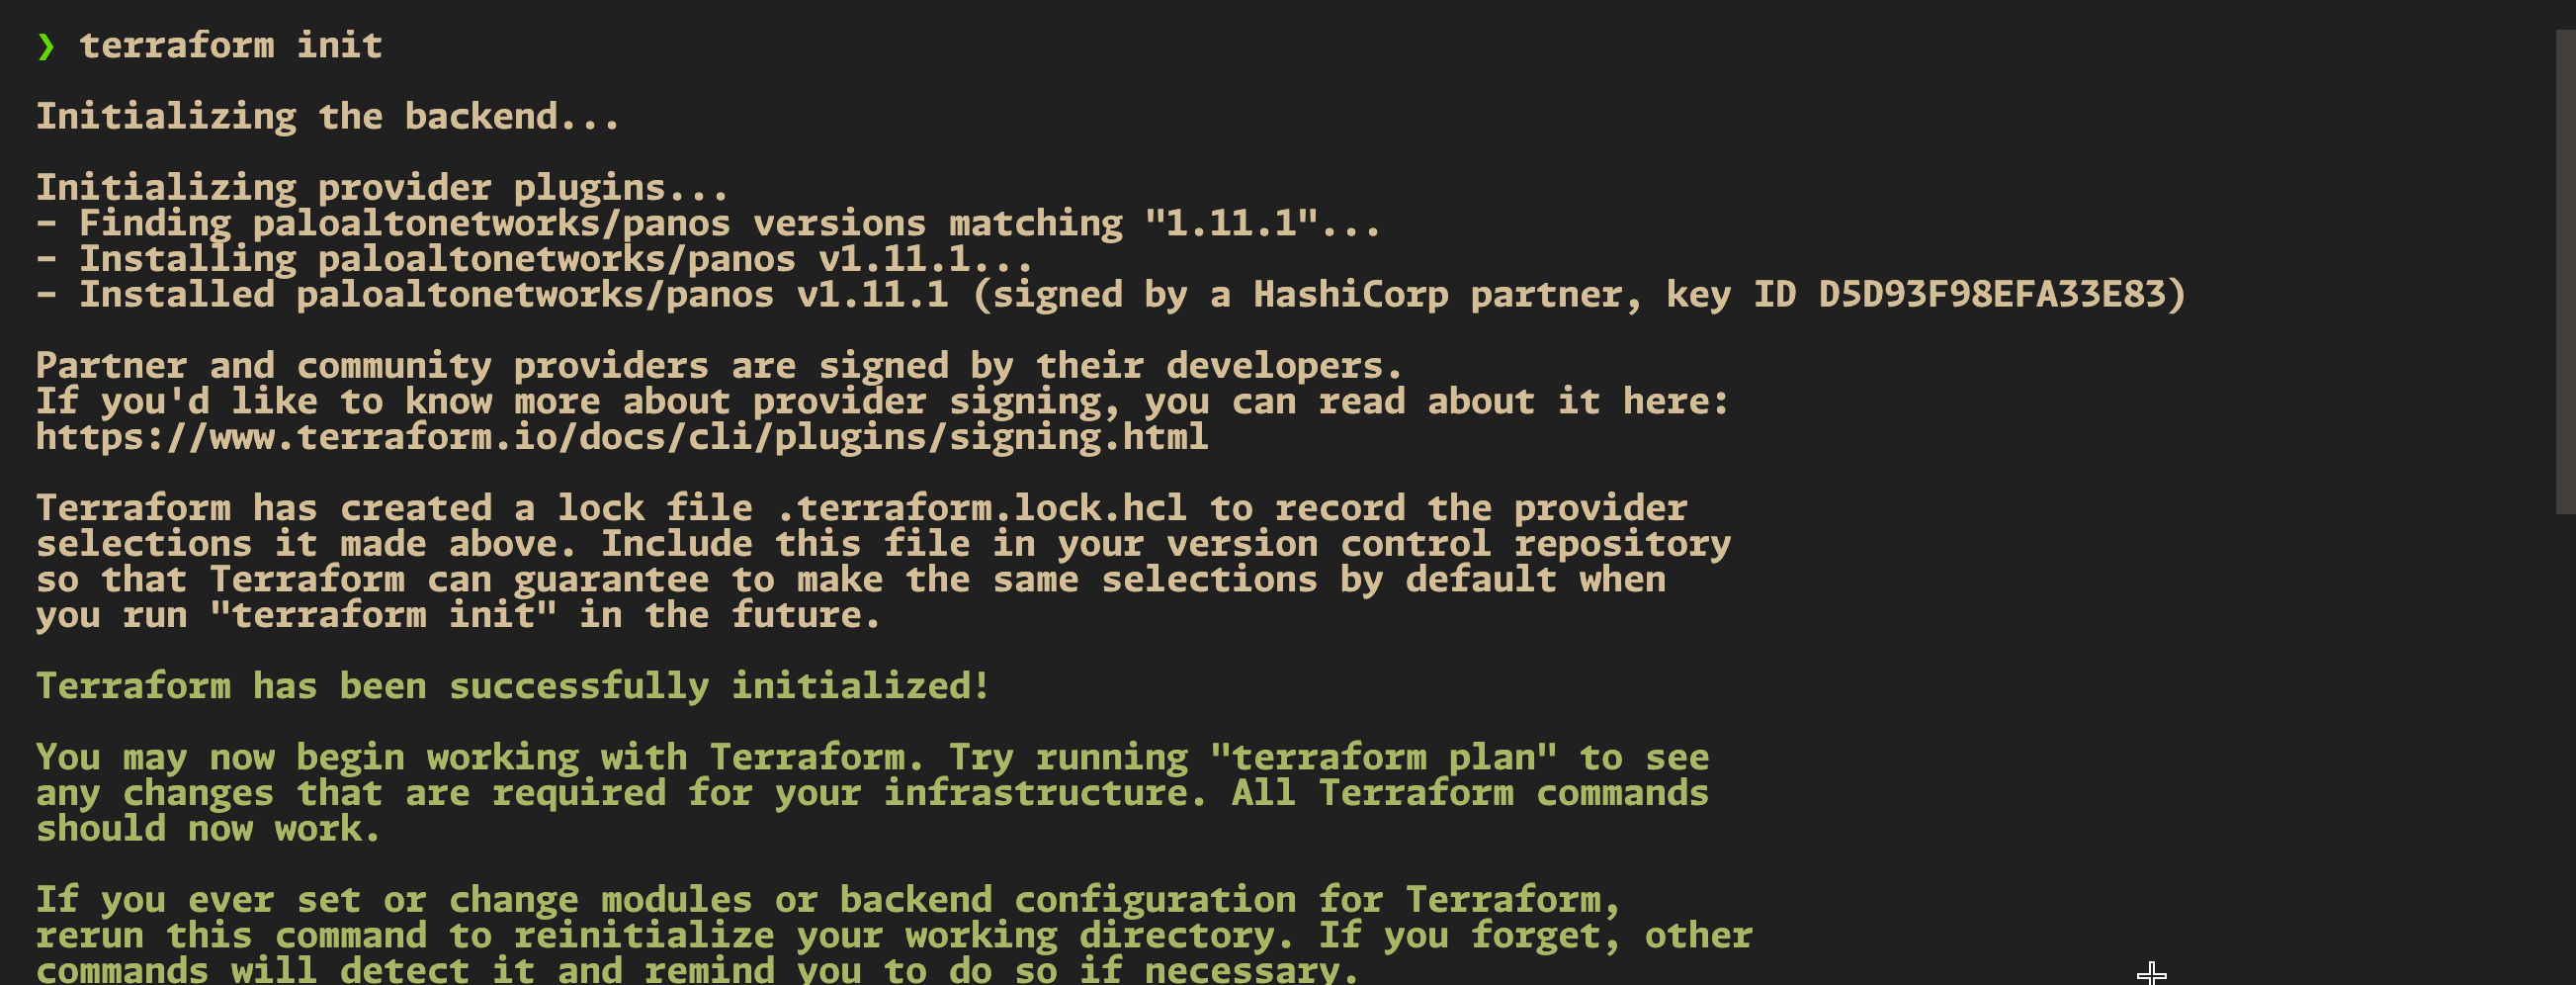 ❯ terraform init
Initializing the backend...
Initializing provider plugins...
- Finding paloaltonetworks/panos versions matching "1.11.1"...
- Installing paloaltonetworks/panos v1.11.1...
- Installed paloaltonetworks/panos v1.11.1 (signed by a HashiCorp partner, key ID D5D93F98EFA33E83)
Partner and community providers are signed by their developers.
If you'd like to know more about provider signing, you can read about it here:
https://www.terraform.io/docs/cli/plugins/signing.html
Terraform has created a lock file .terraform.lock.hcl to record the provider
selections it made above. Include this file in your version control repository
so that Terraform can guarantee to make the same selections by default when
you run "terraform init" in the future.
Terraform has been successfully initialized!
You may now begin working with Terraform. Try running "terraform plan" to see
any changes that are required for your infrastructure. All Terraform commands
should now work.
If you ever set or change modules or backend configuration for Terraform,
rerun this command to reinitialize your working directory. If you forget, other
commands will detect it and remind you to do so if necessary.